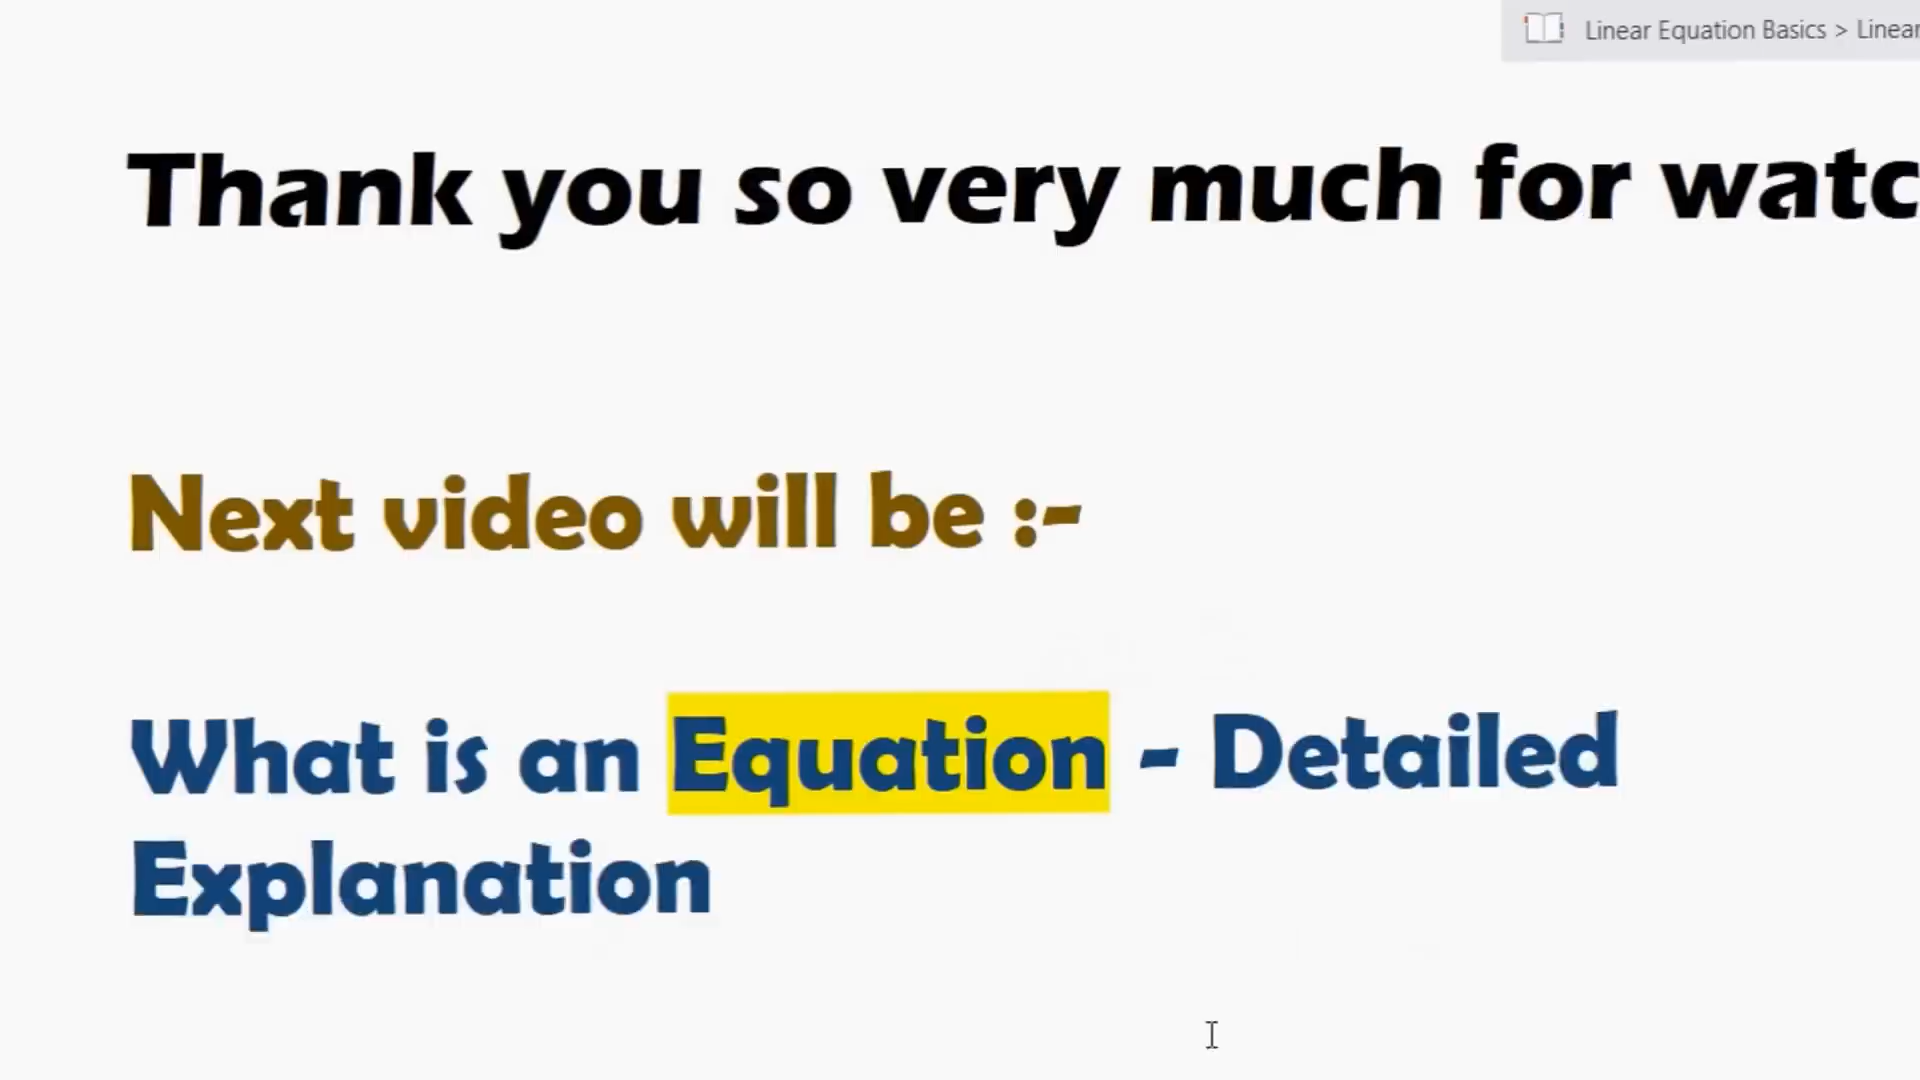 Linear Equation Basics > Linear
Thank you so very much for watc
Next video will be :-
What is an Equation - Detailed
Explanation